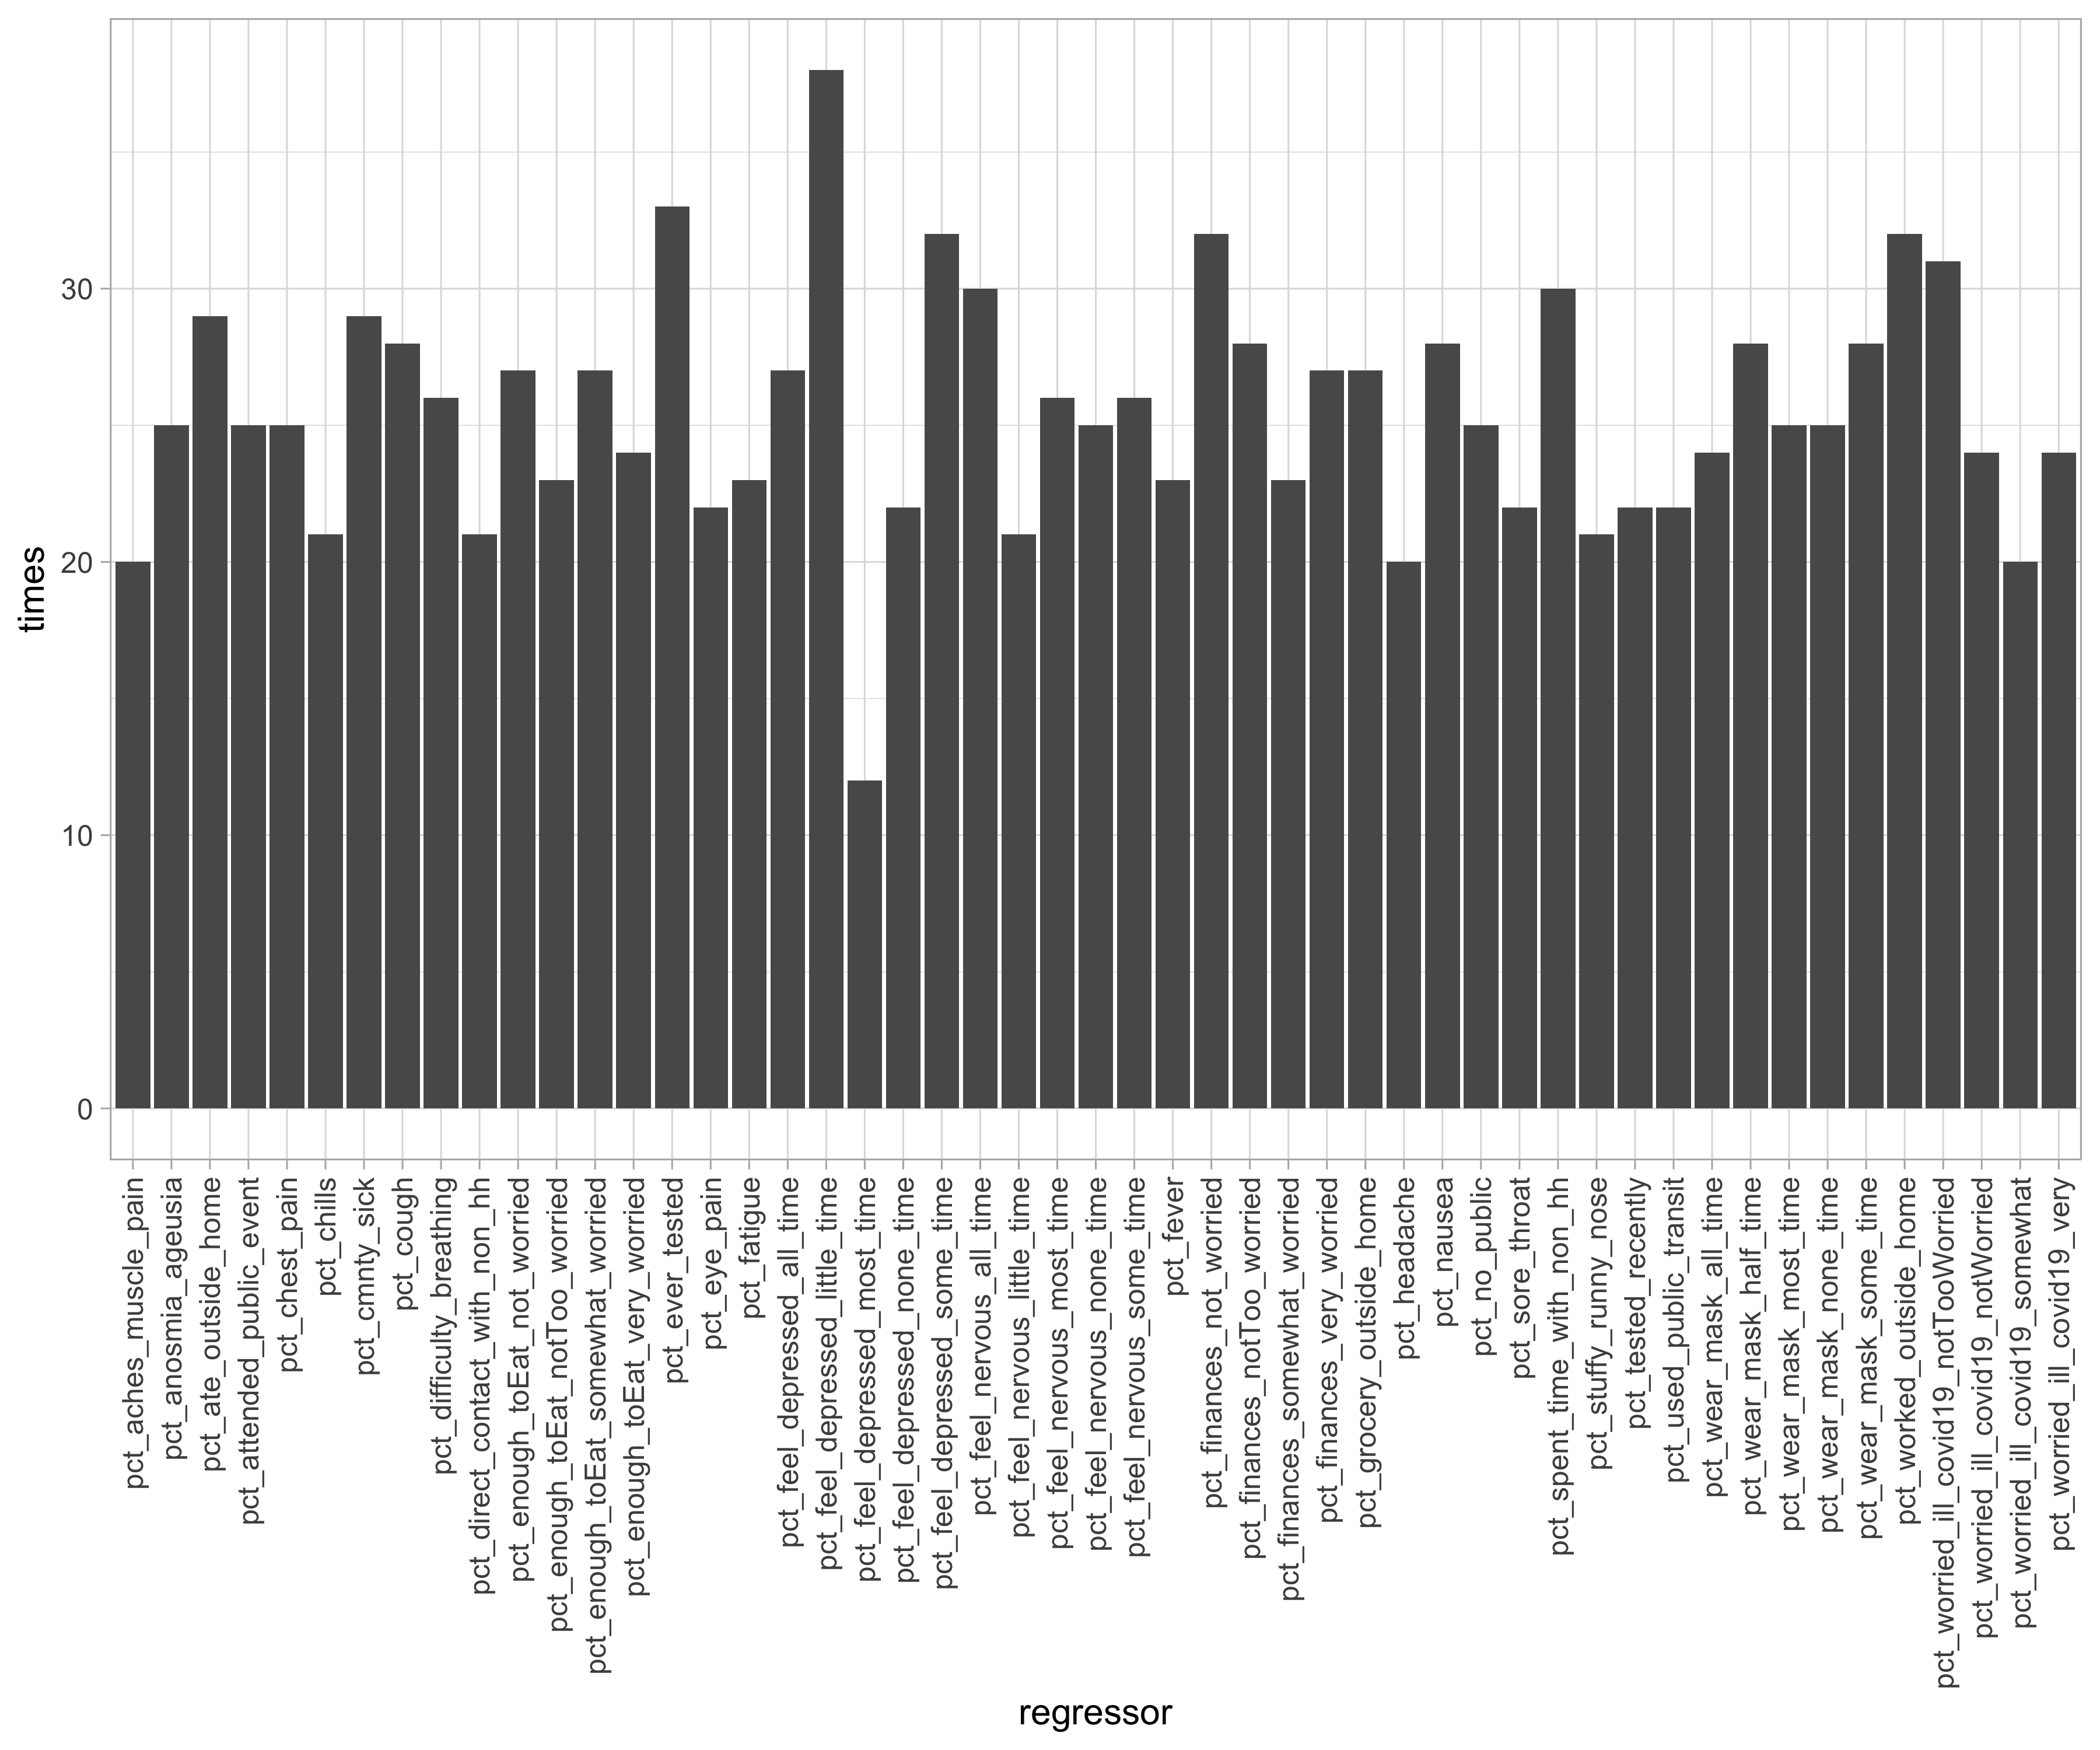 times
30
20
10
0
pct_aches_muscle_pain
pct_anosmia_ageusia
pct_ate_outside_home
pct_attended_public_event
pct_chest_pain
pct_chills
pct_cmnty_sick
pct_cough
pct_difficulty_breathing
pct_direct_contact_with_non_hh
pct_enough_toEat_not_worried
pct_enough_toEat_notToo_worried
pct_enough_toEat_somewhat_worried
pct_enough_toEat_very_worried
pct_ever_tested
pct_eye_pain
pct_fatigue
pct_feel_depressed_all_time
pct_feel_depressed_little_time
pct_feel_depressed_most_time
pct_feel_depressed_none_time
pct_feel_depressed_some_time
pct_feel_nervous_all_time
pct_feel_nervous_little_time
pct_feel_nervous_most_time
pct_feel_nervous_none_time
pct_feel_nervous_some_time
pct_fever
pct_finances_not_worried
pct_finances_notToo_worried
pct_finances_somewhat_worried
pct_finances_very_worried
pct_grocery_outside_home
pct_headache
pct_nausea
pct_no_public
pct_sore_throat
pct_spent_time_with_non_hh
pct_stuffy_runny_nose
pct_tested_recently
pct_used_public_transit
pct_wear_mask_all_time
pct_wear_mask_half_time
pct_wear_mask_most_time
pct_wear_mask_none_time
pct_wear_mask_some_time
pct_worked_outside_home
pct_worried_ill_covid19_notTooWorried
pct_worried_ill_covid19_notWorried
pct_worried_ill_covid19_somewhat
pct_worried_ill_covid19_very
regressor